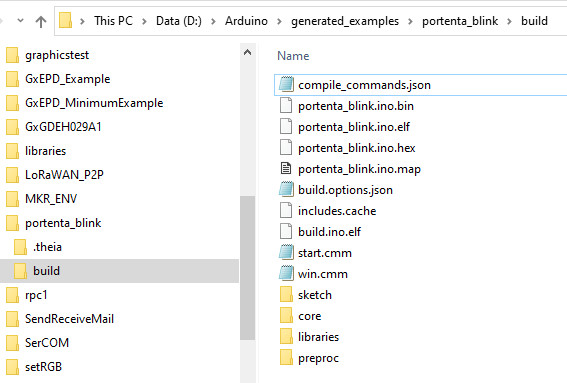 This PC > Data (D:) > Arduino > generated_examples > portenta_blink > build
graphicstest
GxEPD_Example
GxEPD_MinimumExample
GxGDEH029A1
libraries
LoRaWAN_P2P
MKR_ENV
portenta_blink
.theia
build
rpc1
SendReceiveMail
SerCOM
setRGB
Name
compile_commands.json
portenta_blink.ino.bin
portenta_blink.ino.elf
portenta_blink.ino.hex
portenta_blink.ino.map
build.options.json
includes.cache
build.ino.elf
start.cmm
win.cmm
sketch
core
libraries
preproc